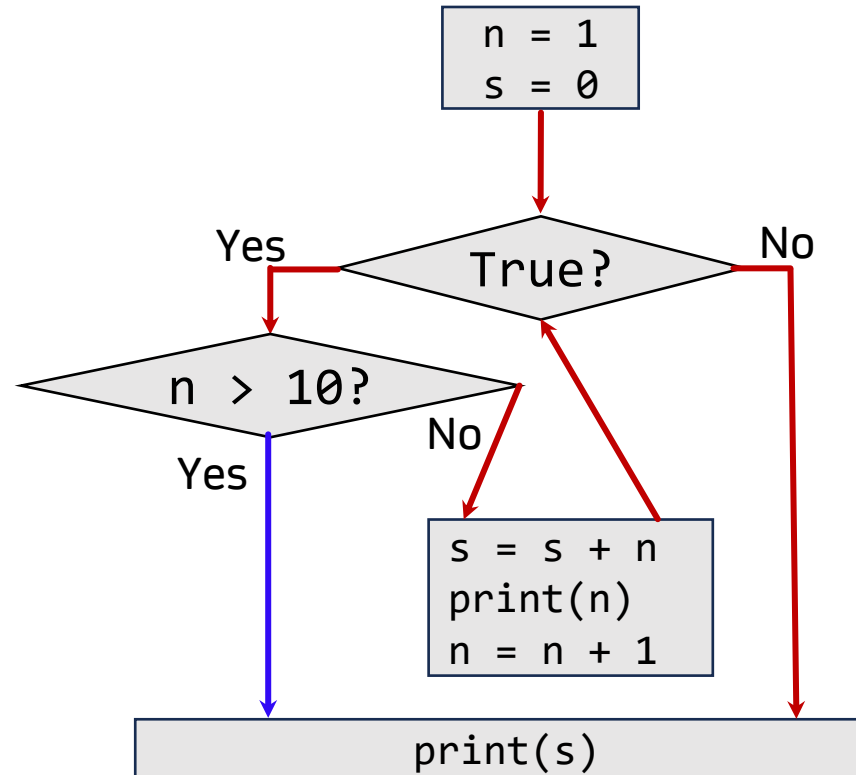 n = 1
s = 0
Yes
No
True?
n > 10?
No
Yes
s = s + n
print(n)
n = n + 1
print(s)